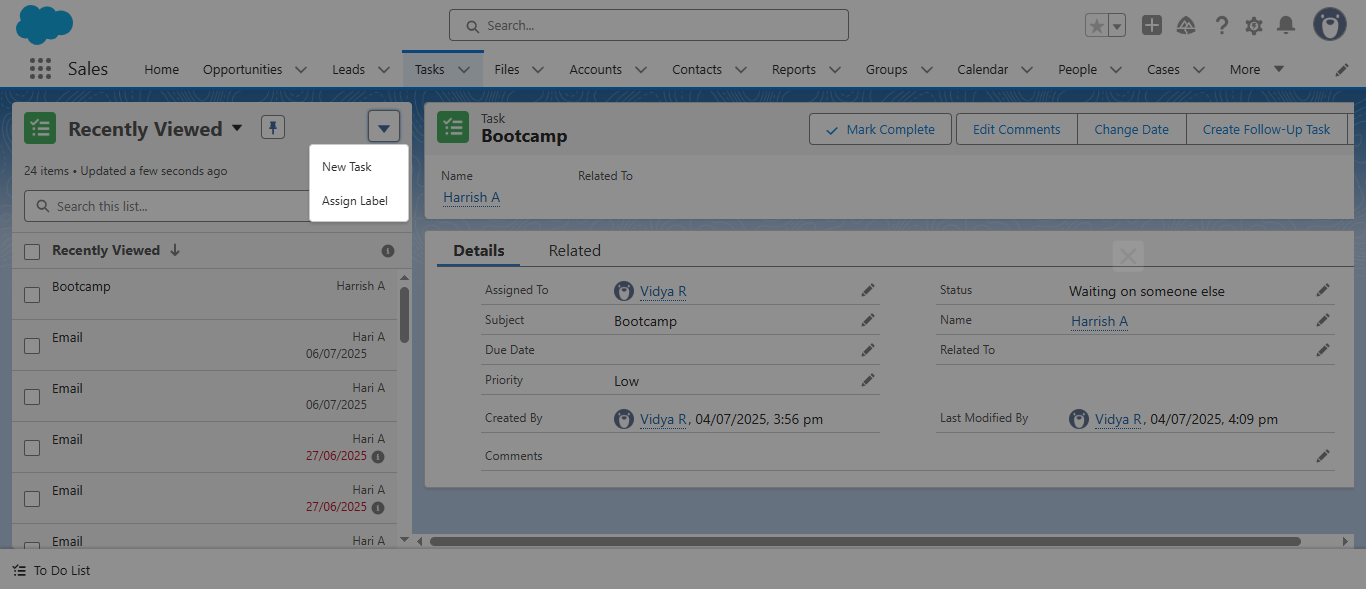 Search...
Sales
Home
Opportunities
Leads
Tasks
Files
Accounts
Contacts
Reports
Groups
Calendar
People
Cases
More
Recently Viewed
24 items • Updated a few seconds ago
New Task
Assign Label
Search this list...
Recently Viewed
Bootcamp
Harrish A
Email
Hari A
06/07/2025
Email
Hari A
06/07/2025
Email
Hari A
27/06/2025
Email
Hari A
27/06/2025
Email
Hari A
Task
Bootcamp
Mark Complete
Edit Comments
Change Date
Create Follow-Up Task
Name
Related To
Harrish A
Details
Related
Assigned To
Vidya R
Status
Waiting on someone else
Subject
Bootcamp
Name
Harrish A
Due Date
Related To
Priority
Low
Created By
Vidya R, 04/07/2025, 3:56 pm
Last Modified By
Vidya R, 04/07/2025, 4:09 pm
Comments
To Do List